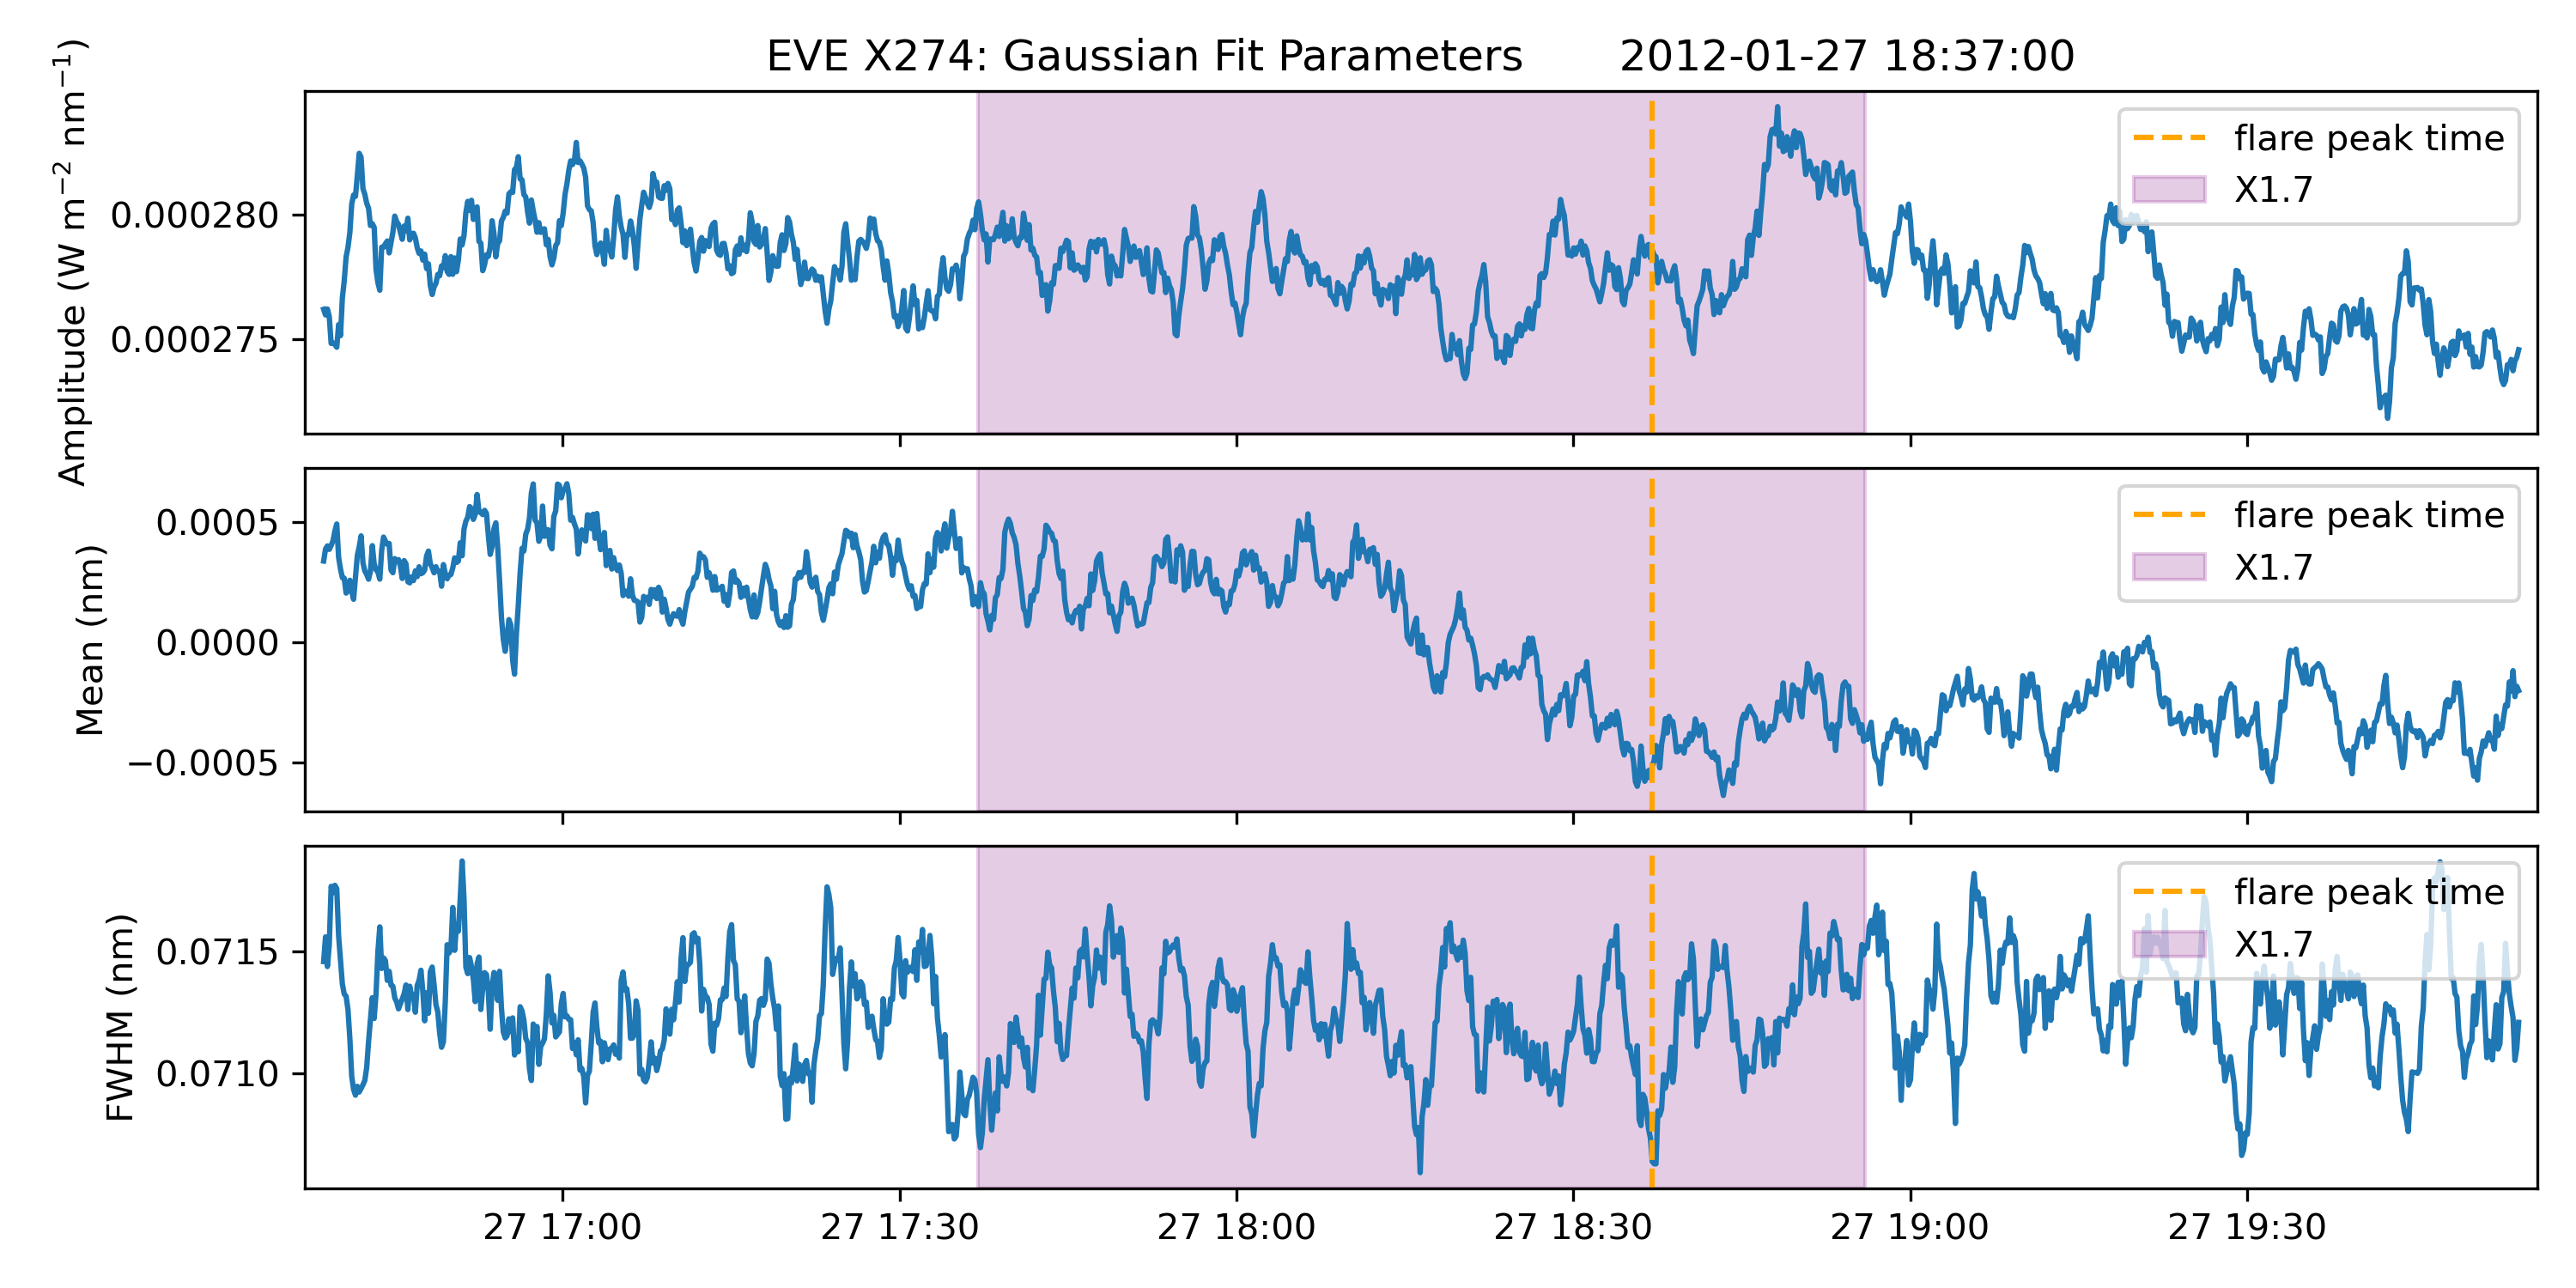 EVE X274: Gaussian Fit Parameters 2012-01-27 18:37:00
Amplitude (W m⁻² nm⁻¹)
0.000280
0.000275
flare peak time
X1.7
Mean (nm)
0.0005
0.0000
−0.0005
flare peak time
X1.7
FWHM (nm)
0.0715
0.0710
flare peak time
X1.7
27 17:00 27 17:30 27 18:00 27 18:30 27 19:00 27 19:30